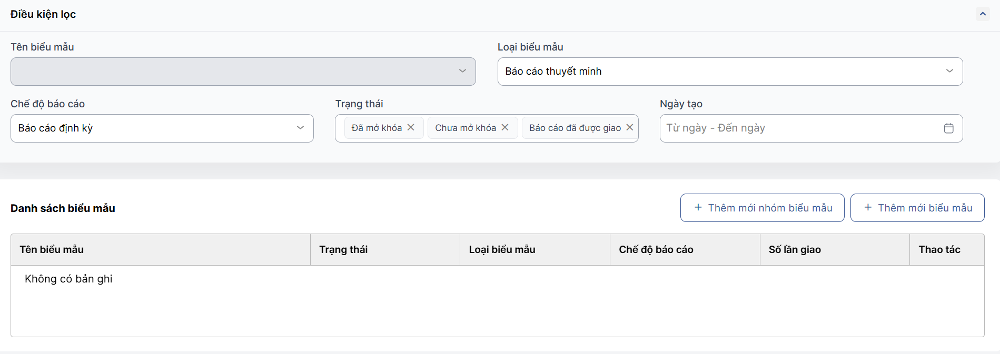 Điều kiện lọc
Tên biểu mẫu
Loại biểu mẫu
Báo cáo thuyết minh
Chế độ báo cáo
Trạng thái
Ngày tạo
Báo cáo định kỳ
Đã mở khóa
Chưa mở khóa
Báo cáo đã được giao
Từ ngày - Đến ngày
Danh sách biểu mẫu
+ Thêm mới nhóm biểu mẫu
+ Thêm mới biểu mẫu
Tên biểu mẫu
Trạng thái
Loại biểu mẫu
Chế độ báo cáo
Số lần giao
Thao tác
Không có bản ghi